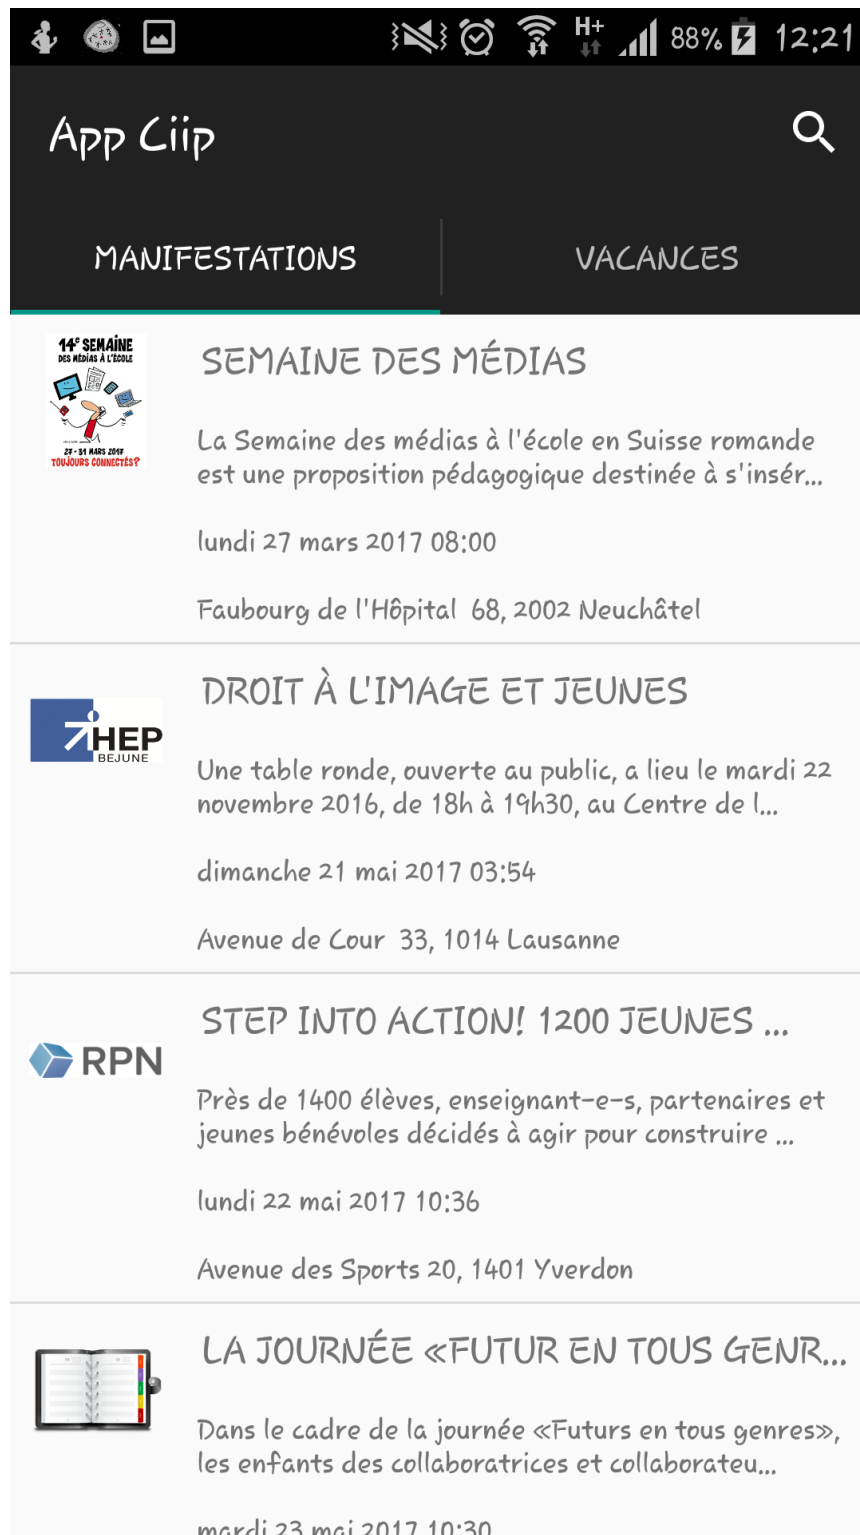 H+
88%
12:21
App Ciip
MANIFESTATIONS
VACANCES
14e SEMAINE
DES MÉDIAS À L'ÉCOLE
27 - 31 MARS 2017
TOUJOURS CONNECTÉS?
SEMAINE DES MÉDIAS
La Semaine des médias à l'école en Suisse romande
est une proposition pédagogique destinée à s'insér...
lundi 27 mars 2017 08:00
Faubourg de l'Hôpital 68, 2002 Neuchâtel
HEP
BEJUNE
DROIT À L'IMAGE ET JEUNES
Une table ronde, ouverte au public, a lieu le mardi 22
novembre 2016, de 18h à 19h30, au Centre de l...
dimanche 21 mai 2017 03:54
Avenue de Cour 33, 1014 Lausanne
RPN
STEP INTO ACTION! 1200 JEUNES ...
Près de 1400 élèves, enseignant-e-s, partenaires et
jeunes bénévoles décidés à agir pour construire ...
lundi 22 mai 2017 10:36
Avenue des Sports 20, 1401 Yverdon
LA JOURNÉE «FUTUR EN TOUS GENR...
Dans le cadre de la journée «Futurs en tous genres»,
les enfants des collaboratrices et collaborateu...
mardi 23 mai 2017 10:30